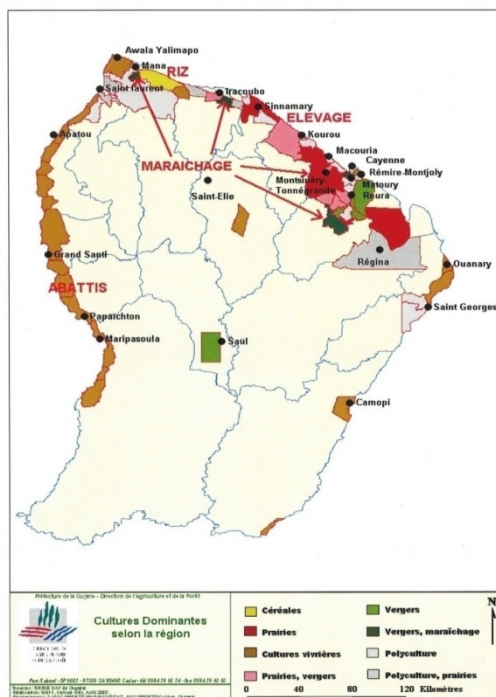 Awala Yalimapo
Mana
RIZ
Saint laurent
Iracoubo
Sinnamary
ELEVAGE
Apatou
Kourou
Macouria
MARAICHAGE
Cayenne
Rémire-Montjoly
Montsinéry
Tonnégrande
Matoury
Roura
Saint-Elie
Régina
Ouanary
Grand Santi
ABATTIS
Saint Georges
Papaichton
Maripasoula
Saül
Camopi
Préfecture de la Guyane - Direction de l'Agriculture et de la Forêt
Cultures Dominantes
selon la région
Céréales
Prairies
Cultures vivrières
Prairies, vergers
Vergers
Vergers, maraîchage
Polyculture
Polyculture, prairies
N
0 40 80 120 Kilomètres